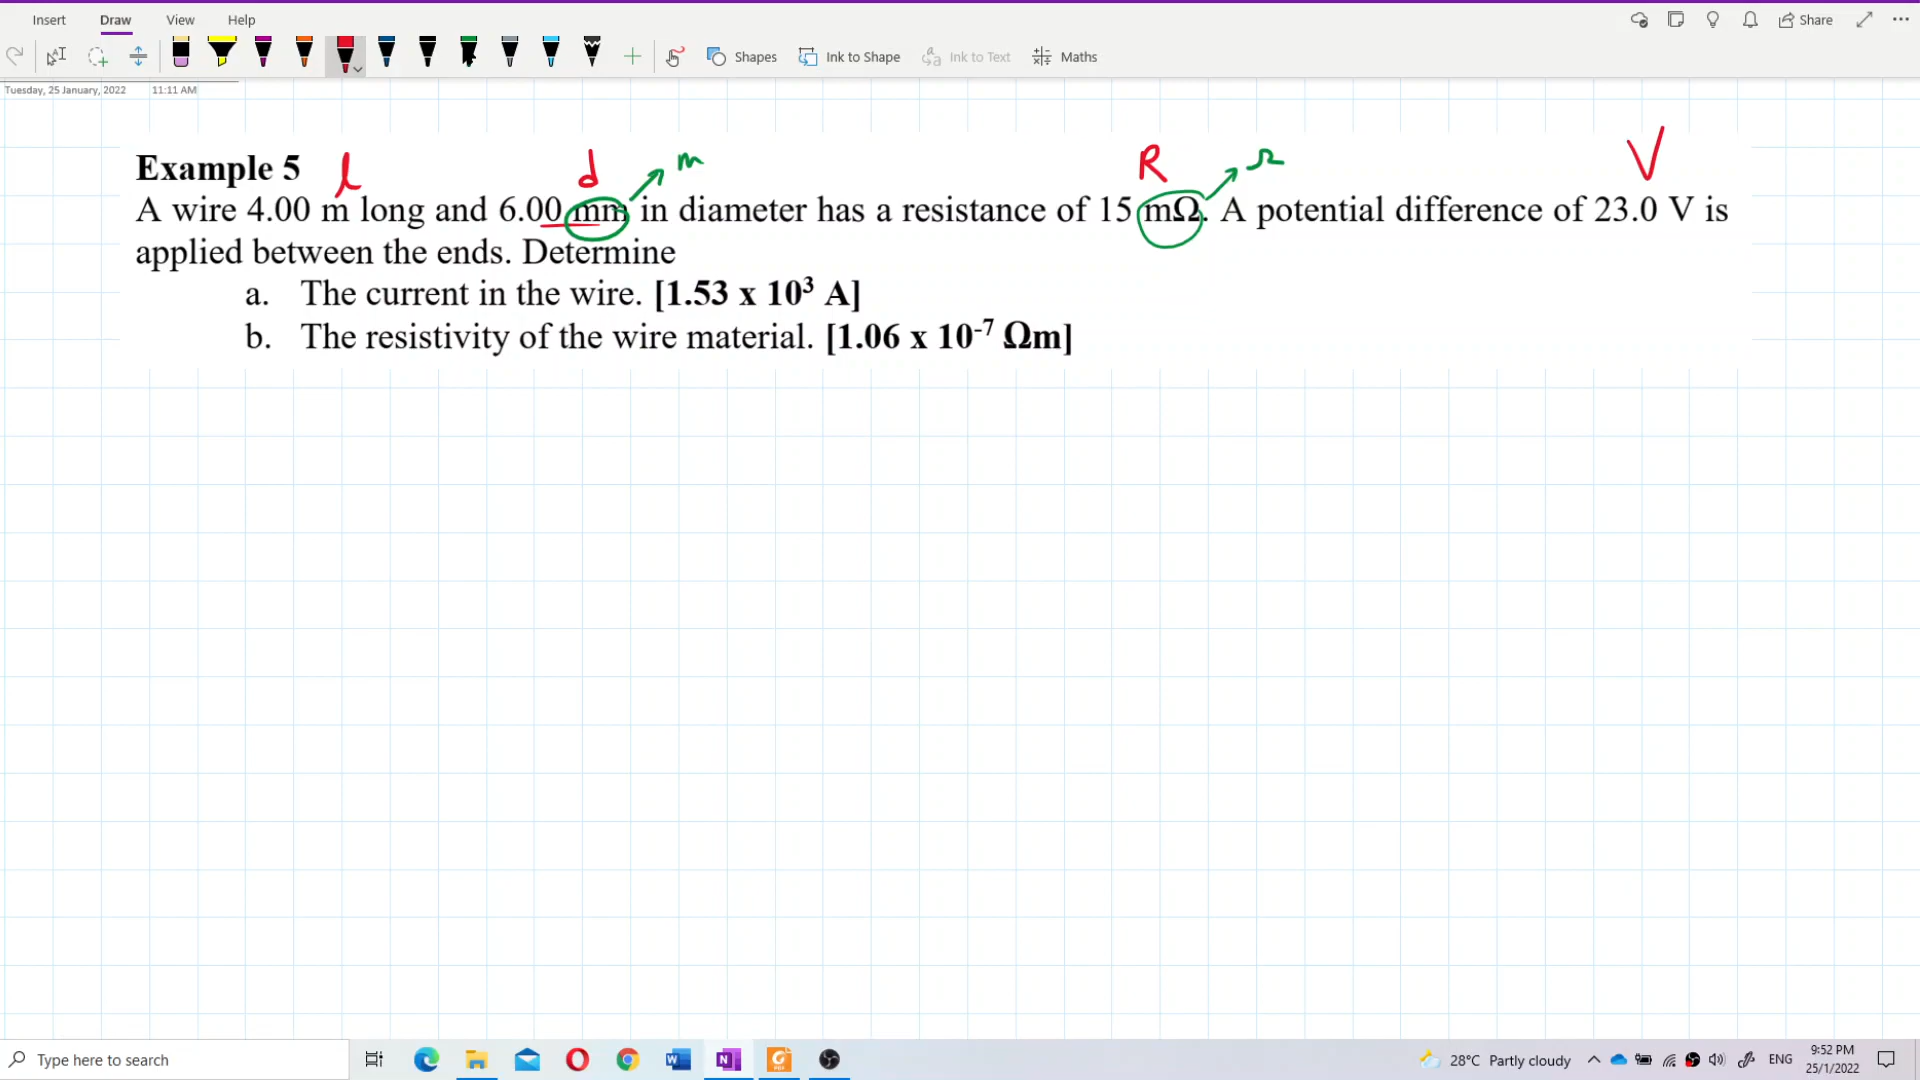 Insert Draw View Help
Share
Shapes Ink to Shape Ink to Text Maths
Tuesday, 25 January, 2022 11:11 AM
l d m R Ω V
Example 5
A wire 4.00 m long and 6.00 mm in diameter has a resistance of 15 mΩ. A potential difference of 23.0 V is
applied between the ends. Determine
a. The current in the wire. [1.53 x 10³ A]
b. The resistivity of the wire material. [1.06 x 10⁻⁷ Ωm]
Type here to search
28°C Partly cloudy
ENG
9:52 PM
25/1/2022